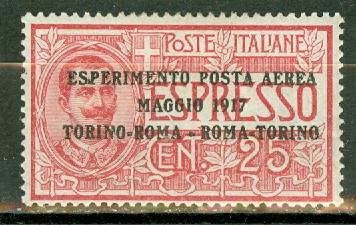 POSTE ITALIANE
ESPERIMENTO POSTA AEREA
MAGGIO 1917
ESPRESSO
TORINO-ROMA - ROMA-TORINO
CEN. 25